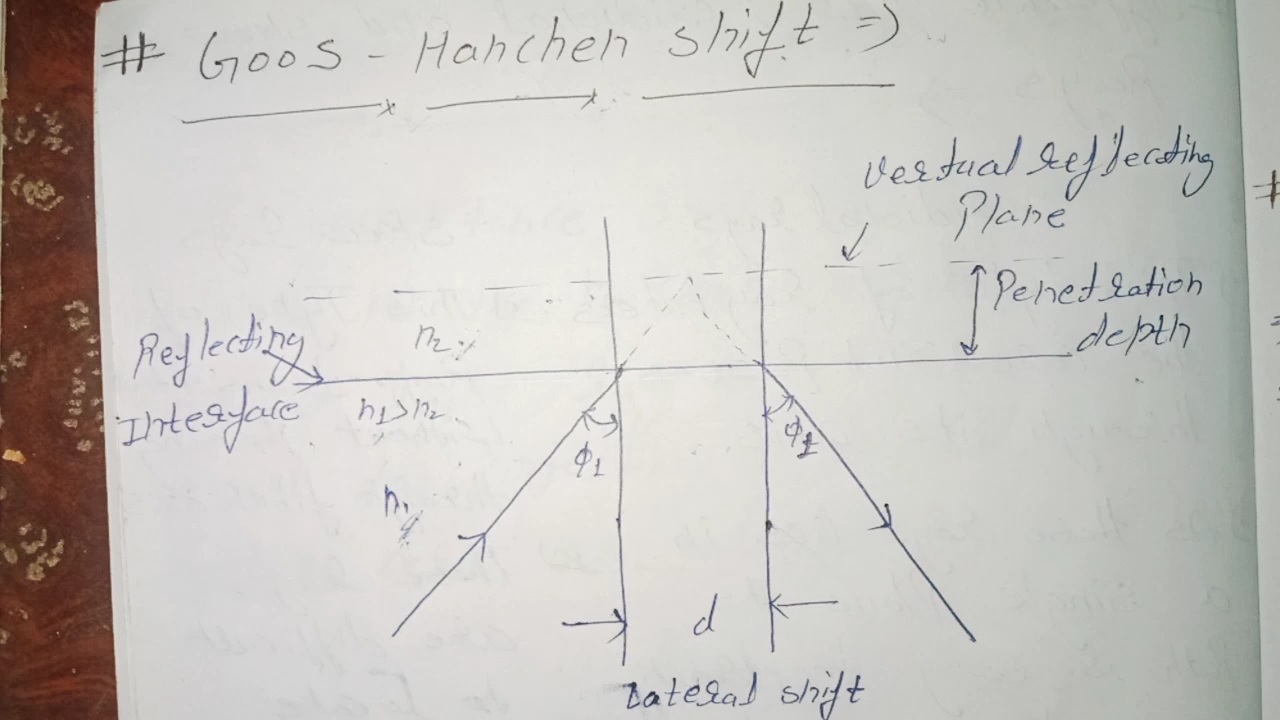 # Goos - Hanchen shift =>
vertual reflecting
Plane
Penetration
depth
Reflecting
Interface
n2
n1>n2
n1
ϕ1
ϕ1
d
Lateral shift